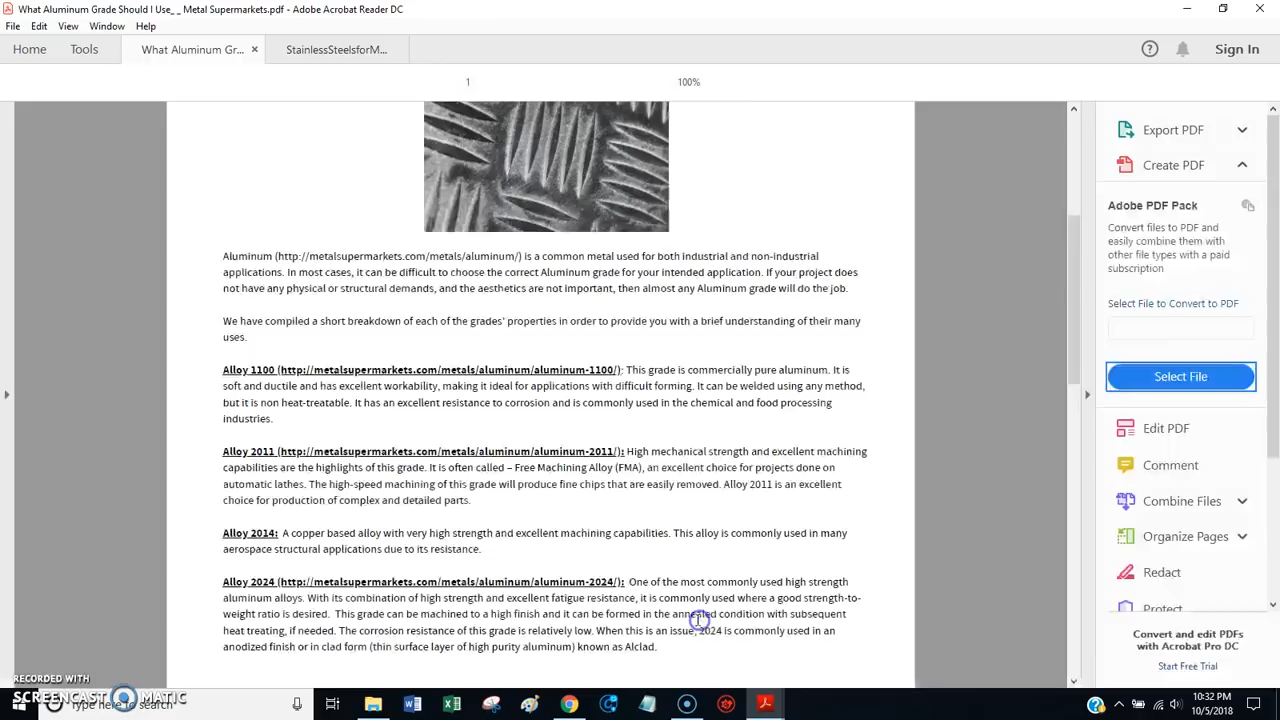 What Aluminum Grade Should I Use_ _ Metal Supermarkets.pdf - Adobe Acrobat Reader DC
File Edit View Window Help
Home Tools What Aluminum Gr... × StainlessSteelsforM... Sign In
1 100%
Aluminum (http://metalsupermarkets.com/metals/aluminum/) is a common metal used for both industrial and non-industrial
applications. In most cases, it can be difficult to choose the correct Aluminum grade for your intended application. If your project does
not have any physical or structural demands, and the aesthetics are not important, then almost any Aluminum grade will do the job.
We have compiled a short breakdown of each of the grades' properties in order to provide you with a brief understanding of their many
uses.
Alloy 1100 (http://metalsupermarkets.com/metals/aluminum/aluminum-1100/): This grade is commercially pure aluminum. It is
soft and ductile and has excellent workability, making it ideal for applications with difficult forming. It can be welded using any method,
but it is non heat-treatable. It has an excellent resistance to corrosion and is commonly used in the chemical and food processing
industries.
Alloy 2011 (http://metalsupermarkets.com/metals/aluminum/aluminum-2011/): High mechanical strength and excellent machining
capabilities are the highlights of this grade. It is often called – Free Machining Alloy (FMA), an excellent choice for projects done on
automatic lathes. The high-speed machining of this grade will produce fine chips that are easily removed. Alloy 2011 is an excellent
choice for production of complex and detailed parts.
Alloy 2014: A copper based alloy with very high strength and excellent machining capabilities. This alloy is commonly used in many
aerospace structural applications due to its resistance.
Alloy 2024 (http://metalsupermarkets.com/metals/aluminum/aluminum-2024/): One of the most commonly used high strength
aluminum alloys. With its combination of high strength and excellent fatigue resistance, it is commonly used where a good strength-to-
weight ratio is desired. This grade can be machined to a high finish and it can be formed in the annealed condition with subsequent
heat treating, if needed. The corrosion resistance of this grade is relatively low. When this is an issue, 2024 is commonly used in an
anodized finish or in clad form (thin surface layer of high purity aluminum) known as Alclad.
Export PDF
Create PDF
Adobe PDF Pack
Convert files to PDF and
easily combine them with
other file types with a paid
subscription
Select File to Convert to PDF
Select File
Edit PDF
Comment
Combine Files
Organize Pages
Redact
Protect
Convert and edit PDFs
with Acrobat Pro DC
Start Free Trial
RECORDED WITH
SCREENCAST MATIC
Type here to search
10:32 PM
10/5/2018